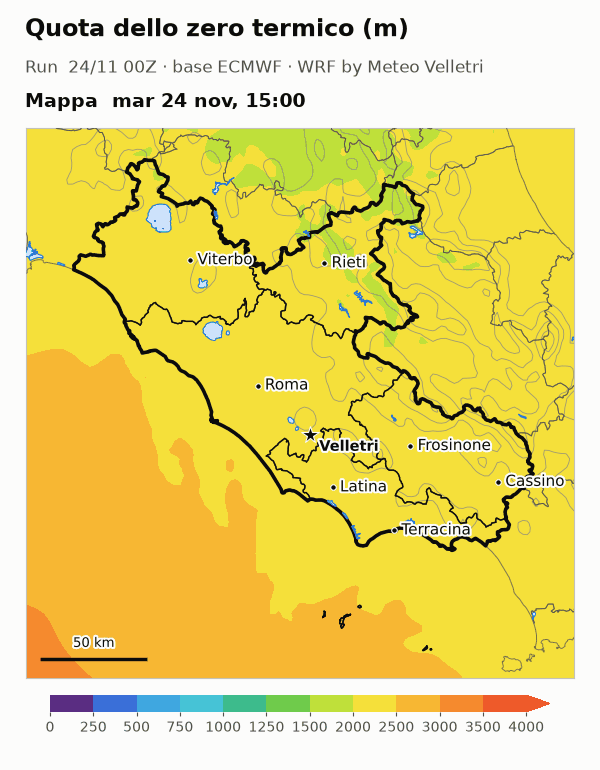 Quota dello zero termico (m)
Run 24/11 00Z · base ECMWF · WRF by Meteo Velletri
Mappa mar 24 nov, 15:00
Viterbo
Rieti
Roma
Velletri
Frosinone
Latina
Cassino
Terracina
50 km
0 250 500 750 1000 1250 1500 2000 2500 3000 3500 4000